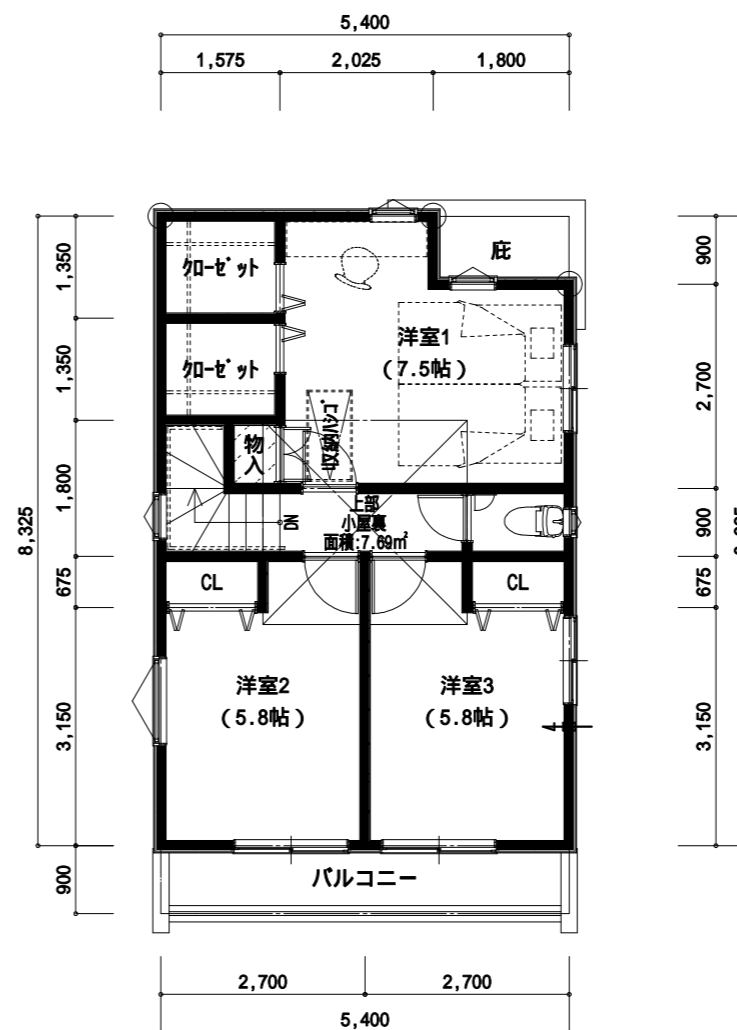 5,400
1,575
2,025
1,800
庇
クローゼット
洋室1
(7.5帖)
クローゼット
収納ハシゴ
物入
上部
小屋裏
面積:7.69㎡
DN
CL
CL
洋室2
(5.8帖)
洋室3
(5.8帖)
バルコニー
8,325
1,350
1,350
1,800
675
3,150
900
900
2,700
900
675
3,150
2,700
2,700
5,400